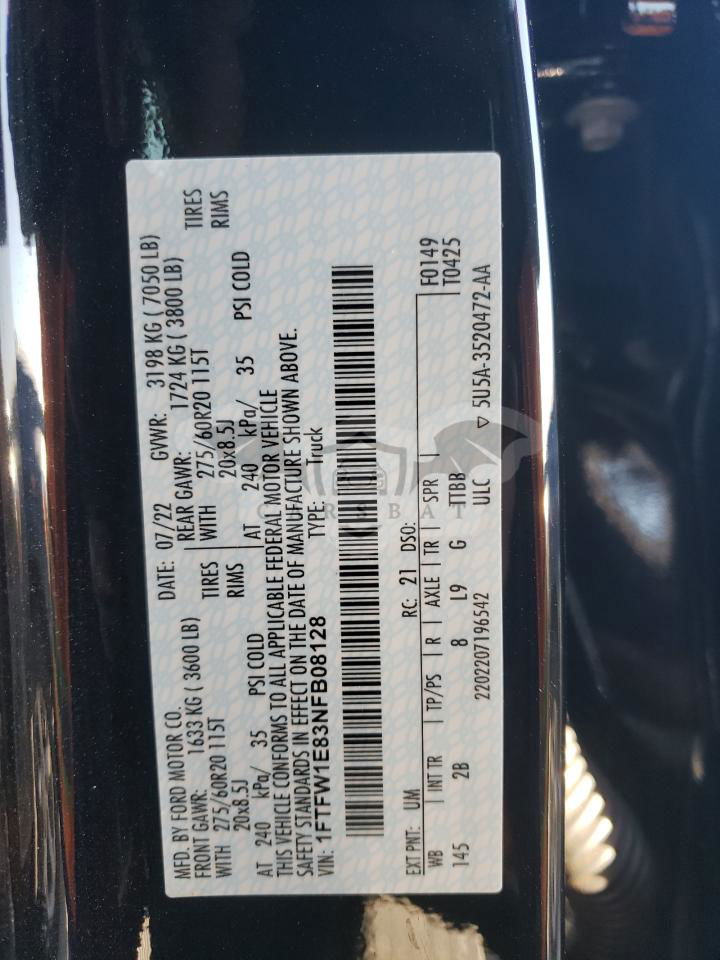 MFD. BY FORD MOTOR CO. DATE: 07/22 GVWR: 3198 KG ( 7050 LB)
FRONT GAWR: 1633 KG ( 3600 LB) REAR GAWR: 1724 KG ( 3800 LB)
WITH 275/60R20 115T TIRES WITH 275/60R20 115T TIRES
20x8.5J RIMS 20x8.5J RIMS
AT 240 kPa/ 35 PSI COLD AT 240 kPa/ 35 PSI COLD
THIS VEHICLE CONFORMS TO ALL APPLICABLE FEDERAL MOTOR VEHICLE
SAFETY STANDARDS IN EFFECT ON THE DATE OF MANUFACTURE SHOWN ABOVE.
VIN: 1FTFW1E83NFB08128 TYPE: Truck
CARSBAT
EXT PNT: UM RC: 21 DSO: F0149
WB INT TR TP/PS R AXLE TR SPR T0425
145 2B 8 L9 G TTBB
2202207196542 ULC ▽ 5U5A-3520472-AA